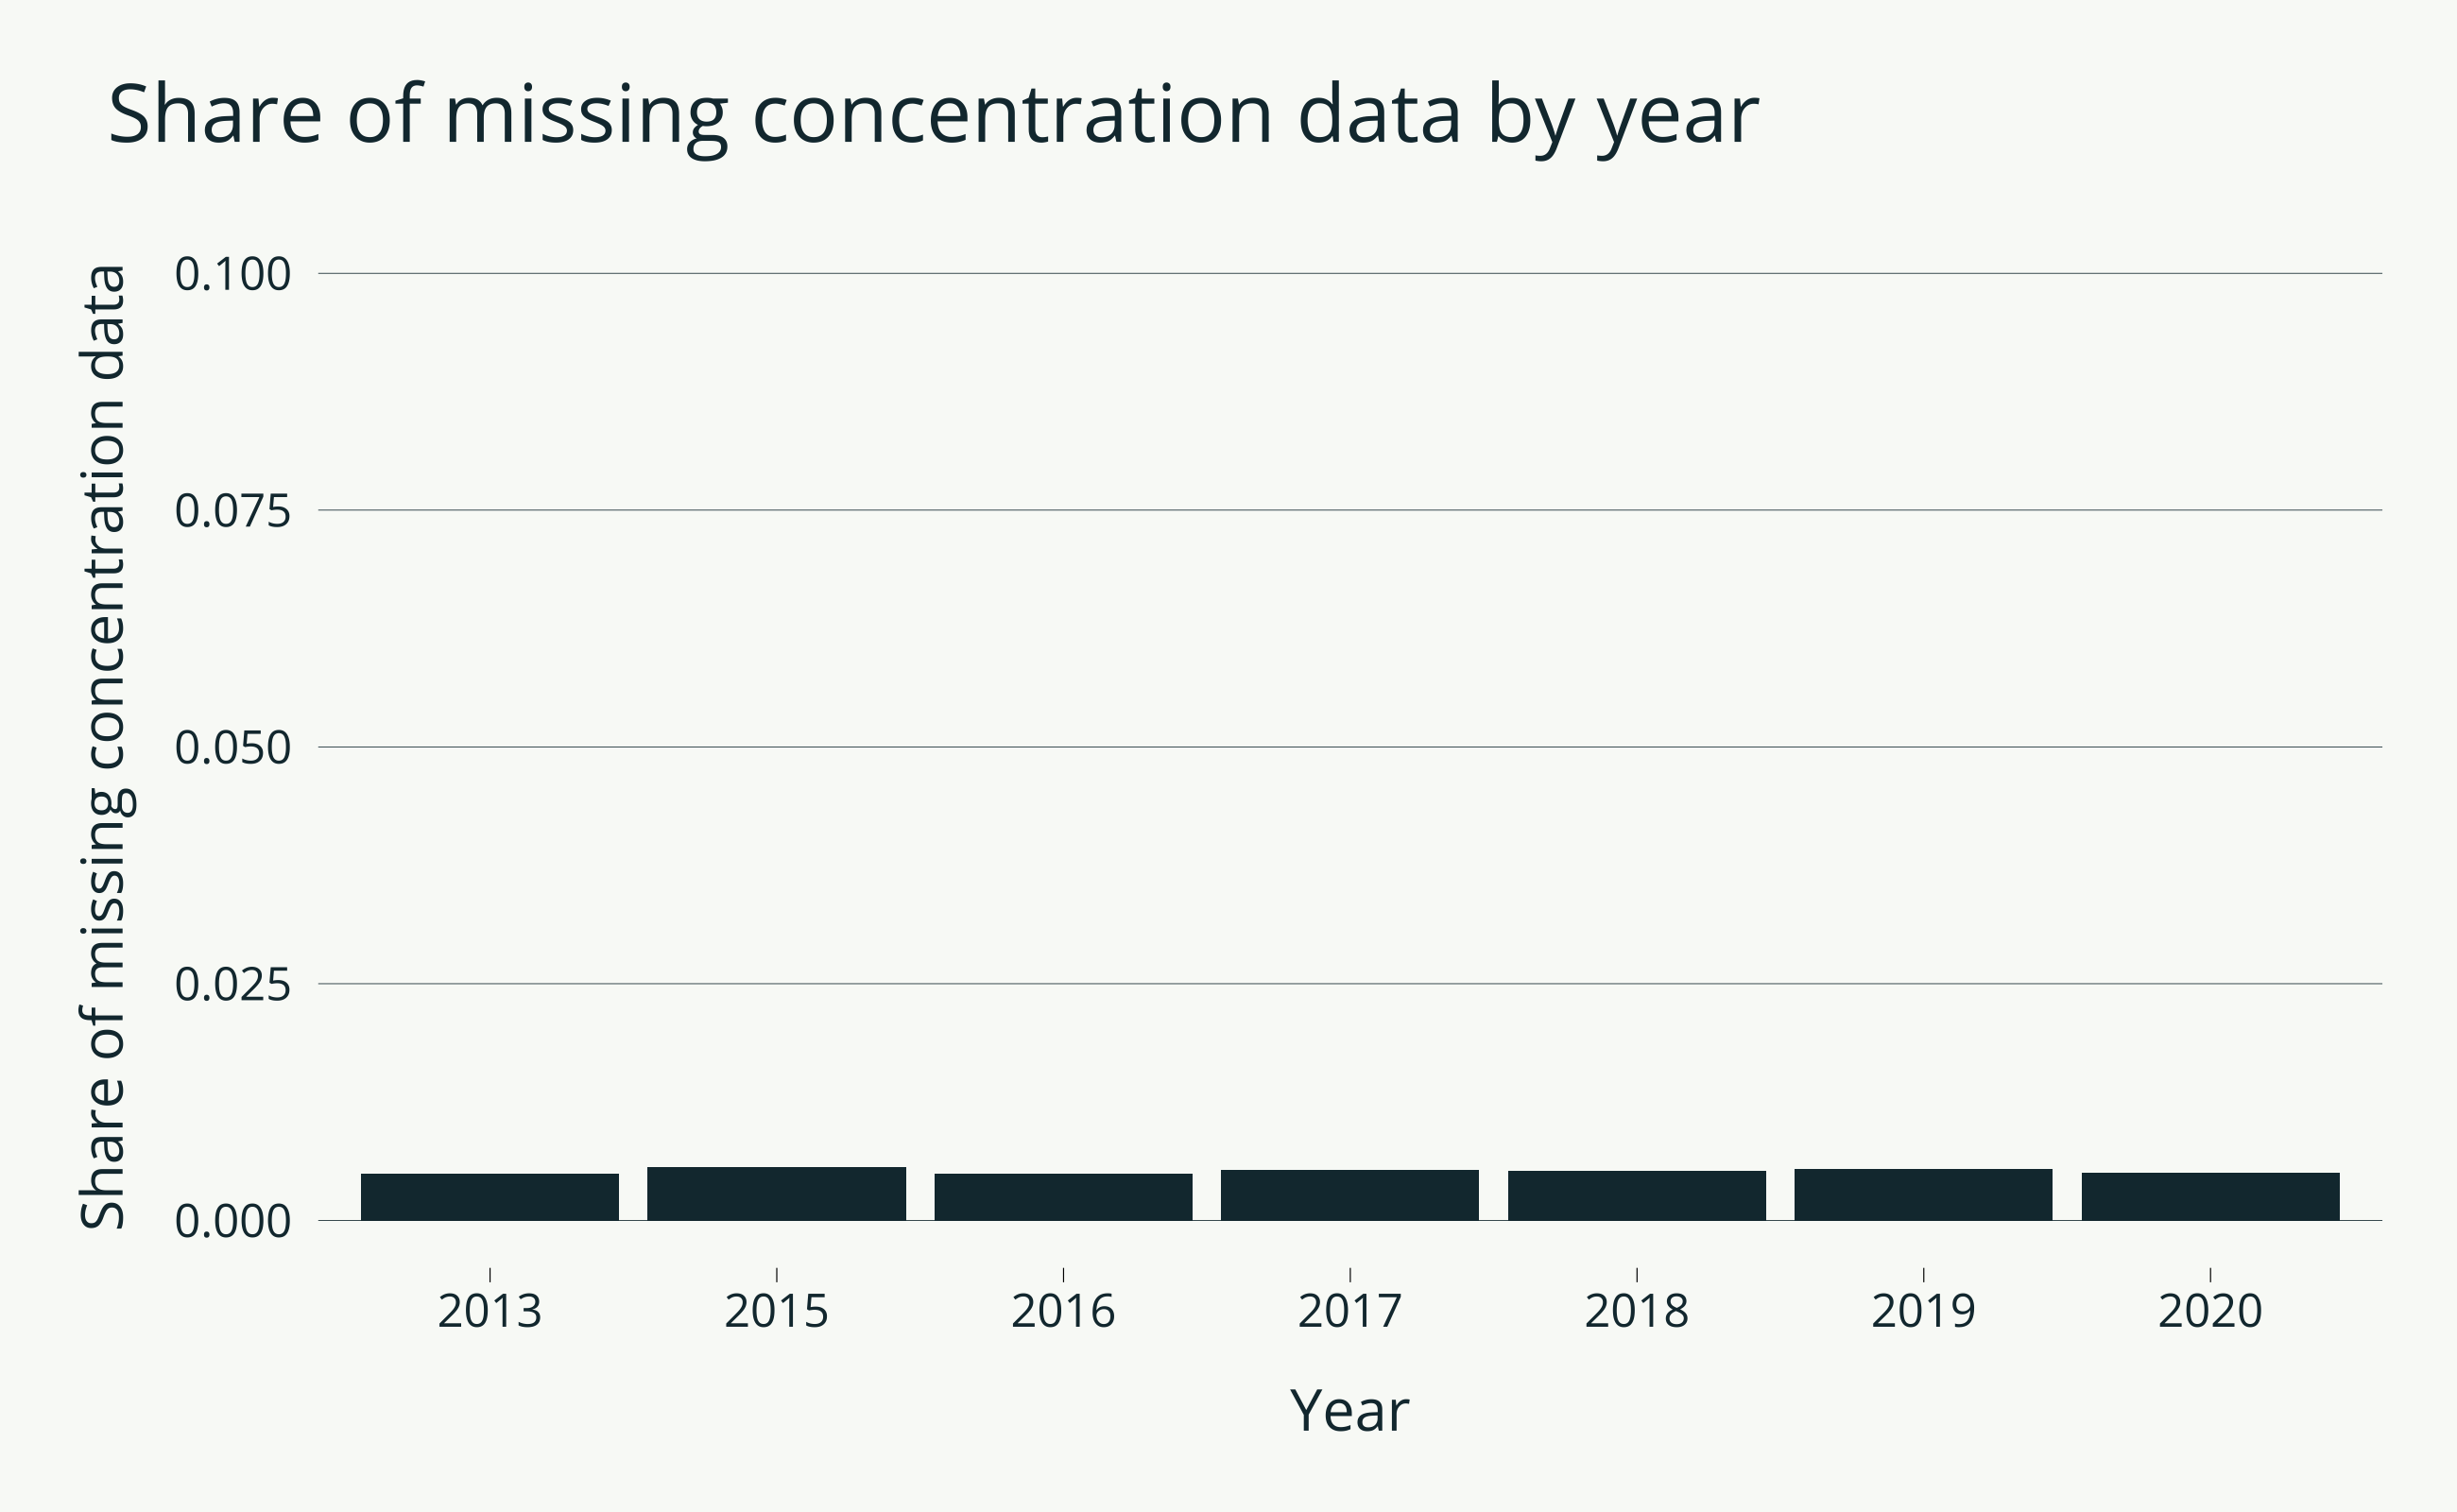 Share of missing concentration data by year
Share of missing concentration data
0.100
0.075
0.050
0.025
0.000
2013 2015 2016 2017 2018 2019 2020
Year